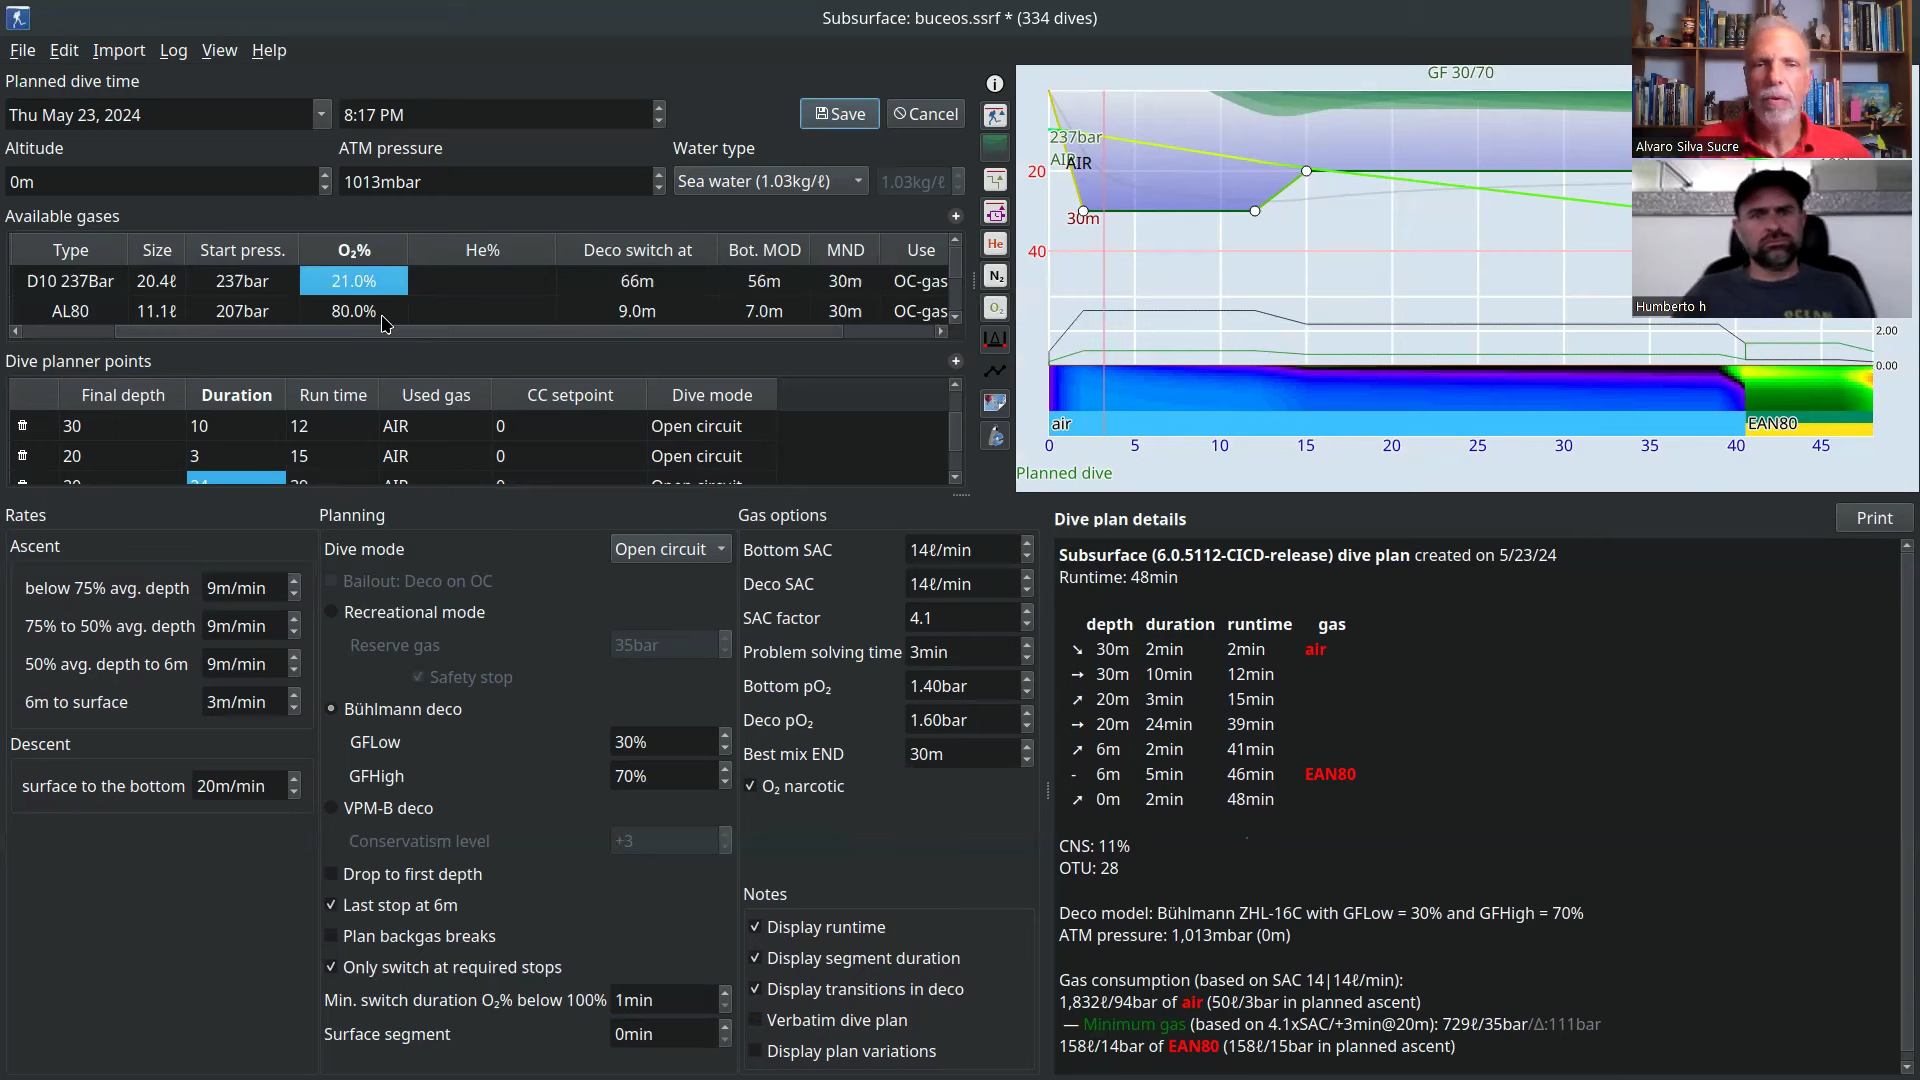 Subsurface: buceos.ssrf * (334 dives)
File Edit Import Log View Help
Planned dive time
Thu May 23, 2024 8:17 PM Save Cancel
Altitude ATM pressure Water type
0m 1013mbar Sea water (1.03kg/ℓ) 1.03kg/ℓ
Available gases
Type Size Start press. O₂% He% Deco switch at Bot. MOD MND Use
D10 237Bar 20.4ℓ 237bar 21.0% 66m 56m 30m OC-gas
AL80 11.1ℓ 207bar 80.0% 9.0m 7.0m 30m OC-gas
Dive planner points
Final depth Duration Run time Used gas CC setpoint Dive mode
30 10 12 AIR 0 Open circuit
20 3 15 AIR 0 Open circuit
He
N₂
O₂
GF 30/70
237bar
AIR
AIR
20
30m
40
2.00
0.00
air EAN80
0 5 10 15 20 25 30 35 40 45
Planned dive
Alvaro Silva Sucre
Humberto h
Rates
Ascent
below 75% avg. depth 9m/min
75% to 50% avg. depth 9m/min
50% avg. depth to 6m 9m/min
6m to surface 3m/min
Descent
surface to the bottom 20m/min
Planning
Dive mode Open circuit
Bailout: Deco on OC
Recreational mode
Reserve gas 35bar
Safety stop
Bühlmann deco
GFLow 30%
GFHigh 70%
VPM-B deco
Conservatism level +3
Drop to first depth
Last stop at 6m
Plan backgas breaks
Only switch at required stops
Min. switch duration O₂% below 100% 1min
Surface segment 0min
Gas options
Bottom SAC 14ℓ/min
Deco SAC 14ℓ/min
SAC factor 4.1
Problem solving time 3min
Bottom pO₂ 1.40bar
Deco pO₂ 1.60bar
Best mix END 30m
O₂ narcotic
Notes
Display runtime
Display segment duration
Display transitions in deco
Verbatim dive plan
Display plan variations
Dive plan details Print
Subsurface (6.0.5112-CICD-release) dive plan created on 5/23/24
Runtime: 48min
depth duration runtime gas
➘ 30m 2min 2min air
➙ 30m 10min 12min
➚ 20m 3min 15min
➙ 20m 24min 39min
➚ 6m 2min 41min
- 6m 5min 46min EAN80
➚ 0m 2min 48min
CNS: 11%
OTU: 28
Deco model: Bühlmann ZHL-16C with GFLow = 30% and GFHigh = 70%
ATM pressure: 1,013mbar (0m)
Gas consumption (based on SAC 14|14ℓ/min):
1,832ℓ/94bar of air (50ℓ/3bar in planned ascent)
— Minimum gas (based on 4.1xSAC/+3min@20m): 729ℓ/35bar/Δ:111bar
158ℓ/14bar of EAN80 (158ℓ/15bar in planned ascent)